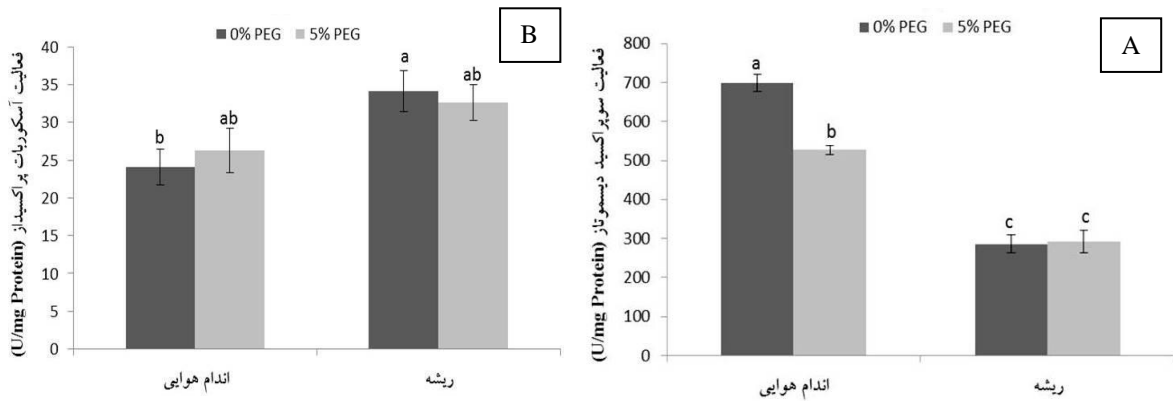 B
0% PEG 5% PEG
فعالیت آسکوربات پراکسیداز (U/mg Protein)
40
35
30
25
20
15
10
5
0
b
ab
a
ab
اندام هوایی
ریشه
A
0% PEG 5% PEG
فعالیت سوپراکسید دیسموتاز (U/mg Protein)
800
700
600
500
400
300
200
100
0
a
b
c
c
اندام هوایی
ریشه